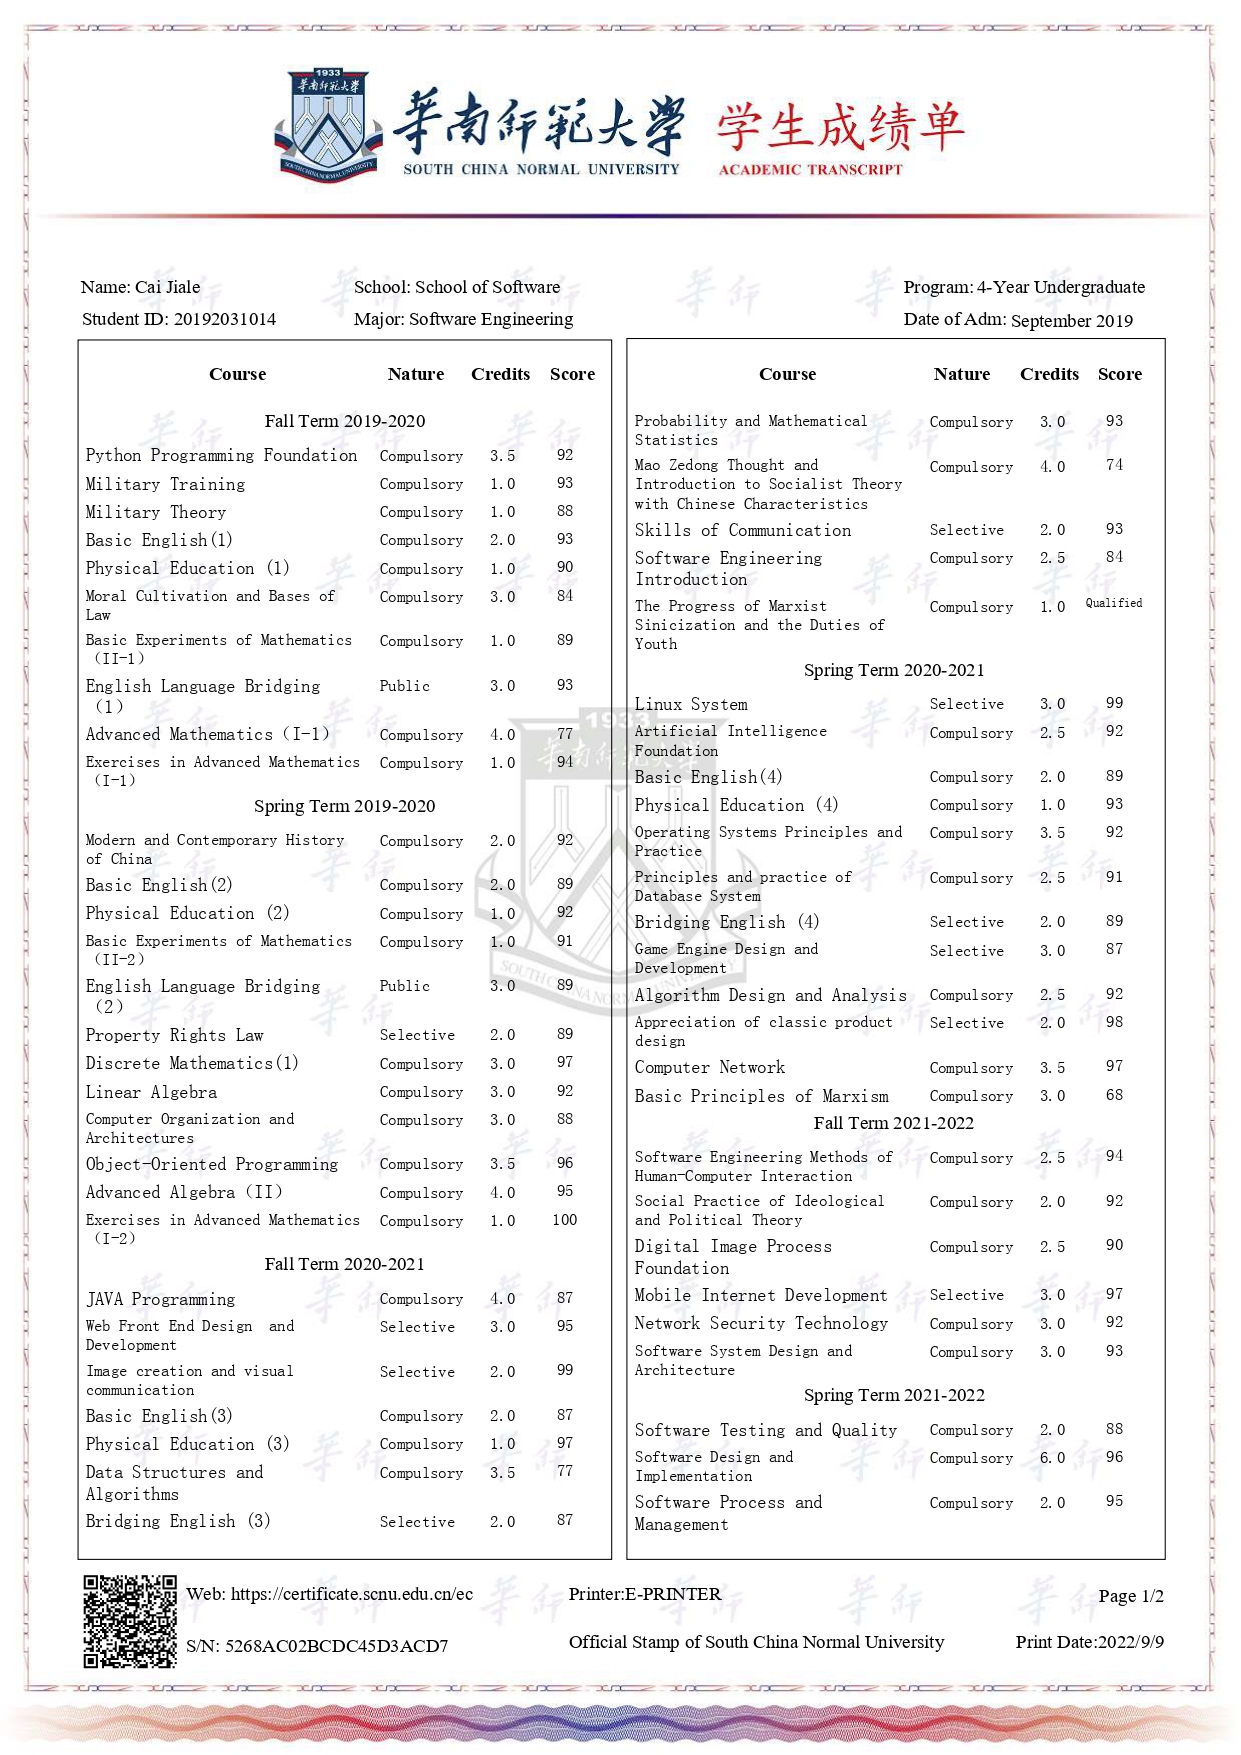 1933
华南师范大学
SOUTH CHINA NORMAL UNIVERSITY
華南師範大學
SOUTH CHINA NORMAL UNIVERSITY
学生成绩单
ACADEMIC TRANSCRIPT
Name: Cai Jiale School: School of Software Program: 4-Year Undergraduate
Student ID: 20192031014 Major: Software Engineering Date of Adm: September 2019
Course Nature Credits Score
Fall Term 2019-2020
Python Programming Foundation Compulsory 3.5 92
Military Training Compulsory 1.0 93
Military Theory Compulsory 1.0 88
Basic English(1) Compulsory 2.0 93
Physical Education (1) Compulsory 1.0 90
Moral Cultivation and Bases of Compulsory 3.0 84
Law
Basic Experiments of Mathematics Compulsory 1.0 89
（II-1）
English Language Bridging Public 3.0 93
（1）
Advanced Mathematics（I-1） Compulsory 4.0 77
Exercises in Advanced Mathematics Compulsory 1.0 94
（I-1）
Spring Term 2019-2020
Modern and Contemporary History Compulsory 2.0 92
of China
Basic English(2) Compulsory 2.0 89
Physical Education (2) Compulsory 1.0 92
Basic Experiments of Mathematics Compulsory 1.0 91
（II-2）
English Language Bridging Public 3.0 89
（2）
Property Rights Law Selective 2.0 89
Discrete Mathematics(1) Compulsory 3.0 97
Linear Algebra Compulsory 3.0 92
Computer Organization and Compulsory 3.0 88
Architectures
Object-Oriented Programming Compulsory 3.5 96
Advanced Algebra（II） Compulsory 4.0 95
Exercises in Advanced Mathematics Compulsory 1.0 100
（I-2）
Fall Term 2020-2021
JAVA Programming Compulsory 4.0 87
Web Front End Design  and Selective 3.0 95
Development
Image creation and visual Selective 2.0 99
communication
Basic English(3) Compulsory 2.0 87
Physical Education (3) Compulsory 1.0 97
Data Structures and Compulsory 3.5 77
Algorithms
Bridging English (3) Selective 2.0 87
Course Nature Credits Score
Probability and Mathematical Compulsory 3.0 93
Statistics
Mao Zedong Thought and Compulsory 4.0 74
Introduction to Socialist Theory
with Chinese Characteristics
Skills of Communication Selective 2.0 93
Software Engineering Compulsory 2.5 84
Introduction
The Progress of Marxist Compulsory 1.0 Qualified
Sinicization and the Duties of
Youth
Spring Term 2020-2021
Linux System Selective 3.0 99
Artificial Intelligence Compulsory 2.5 92
Foundation
Basic English(4) Compulsory 2.0 89
Physical Education (4) Compulsory 1.0 93
Operating Systems Principles and Compulsory 3.5 92
Practice
Principles and practice of Compulsory 2.5 91
Database System
Bridging English (4) Selective 2.0 89
Game Engine Design and Selective 3.0 87
Development
Algorithm Design and Analysis Compulsory 2.5 92
Appreciation of classic product Selective 2.0 98
design
Computer Network Compulsory 3.5 97
Basic Principles of Marxism Compulsory 3.0 68
Fall Term 2021-2022
Software Engineering Methods of Compulsory 2.5 94
Human-Computer Interaction
Social Practice of Ideological Compulsory 2.0 92
and Political Theory
Digital Image Process Compulsory 2.5 90
Foundation
Mobile Internet Development Selective 3.0 97
Network Security Technology Compulsory 3.0 92
Software System Design and Compulsory 3.0 93
Architecture
Spring Term 2021-2022
Software Testing and Quality Compulsory 2.0 88
Software Design and Compulsory 6.0 96
Implementation
Software Process and Compulsory 2.0 95
Management
Web: https://certificate.scnu.edu.cn/ec Printer:E-PRINTER Page 1/2
S/N: 5268AC02BCDC45D3ACD7 Official Stamp of South China Normal University Print Date:2022/9/9